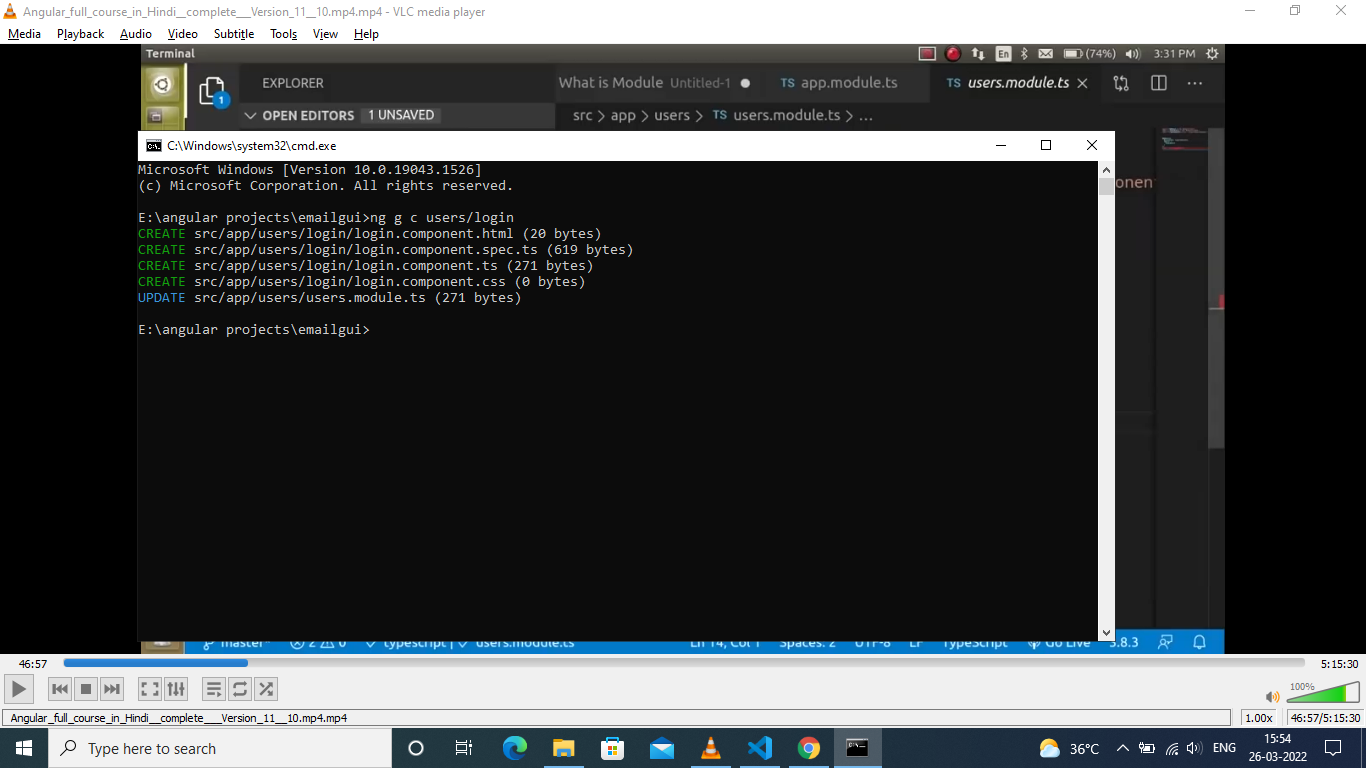 Angular_full_course_in_Hindi__complete___Version_11__10.mp4.mp4 - VLC media player
Media Playback Audio Video Subtitle Tools View Help
Terminal En (74%) 3:31 PM
EXPLORER What is Module Untitled-1 TS app.module.ts TS users.module.ts
1
OPEN EDITORS 1 UNSAVED src > app > users > TS users.module.ts > ...
C:\Windows\system32\cmd.exe
Microsoft Windows [Version 10.0.19043.1526]
(c) Microsoft Corporation. All rights reserved.
E:\angular projects\emailgui>ng g c users/login
CREATE src/app/users/login/login.component.html (20 bytes)
CREATE src/app/users/login/login.component.spec.ts (619 bytes)
CREATE src/app/users/login/login.component.ts (271 bytes)
CREATE src/app/users/login/login.component.css (0 bytes)
UPDATE src/app/users/users.module.ts (271 bytes)
E:\angular projects\emailgui>
master* 2 0 typescript | users.module.ts Ln 14, Col 1 Spaces: 2 UTF-8 LF TypeScript Go Live 3.8.3
46:57 5:15:30
100%
Angular_full_course_in_Hindi__complete___Version_11__10.mp4.mp4 1.00x 46:57/5:15:30
Type here to search 36°C ENG 15:54
26-03-2022